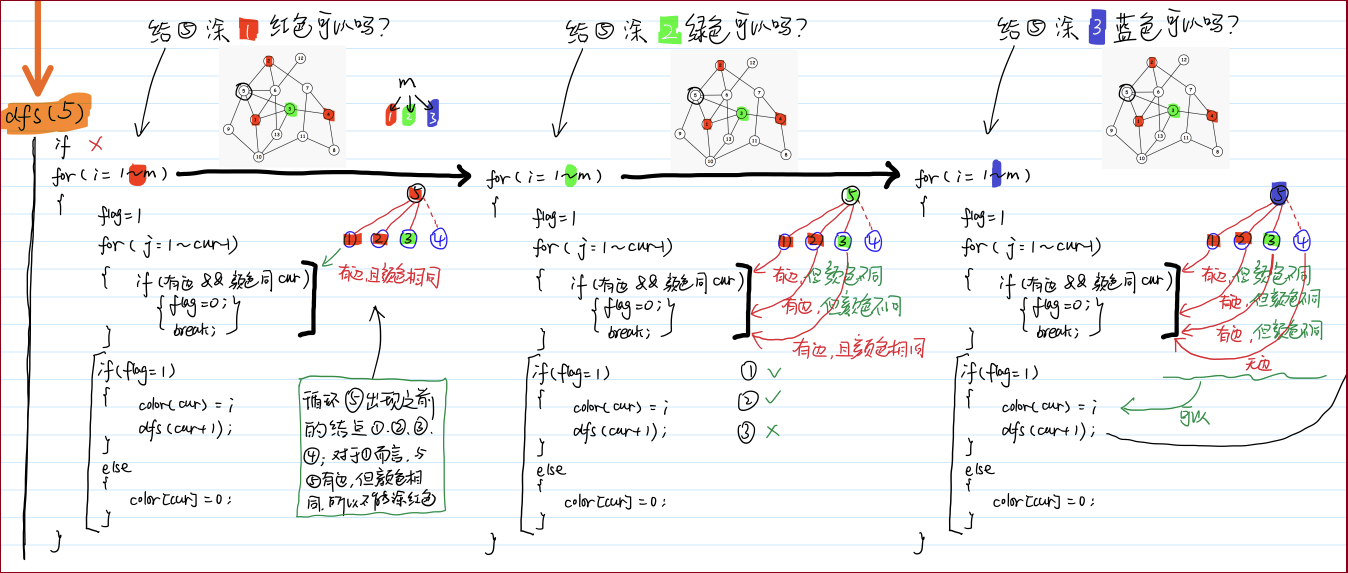 给⑤涂1红色可以吗?
给⑤涂2绿色可以吗?
给⑤涂3蓝色可以吗?
m
1 2 3
dfs(5)
if ×
for(i=1~m)
{
flag=1
for(j=1~cur-1)
{ if(有边&&颜色同cur)
{ flag=0; }
break;
}
if(flag=1)
{
color(cur)=i
dfs(cur+1);
}
else
{
color[cur]=0;
}
}
5
① ② ③ ④
有边,且颜色相同
循环⑤出现之前
的结点①.②.③.
④;对于①而言,5
⑤有边,但颜色相
同,所以不能涂红色
for(i=1~m)
{
flag=1
for(j=1~cur-1)
{ if(有边&&颜色同cur)
{ flag=0; }
break;
}
if(flag=1)
{
color(cur)=i
dfs(cur+1);
}
else
{
color[cur]=0;
}
}
5
① ② ③ ④
有边,但颜色不同
有边,但颜色不同
有边,且颜色相同
① ✓
② ✓
③ ×
for(i=1~m)
{
flag=1
for(j=1~cur-1)
{ if(有边&&颜色同cur)
{ flag=0; }
break;
}
if(flag=1)
{
color(cur)=i
dfs(cur+1);
}
else
{
color[cur]=0;
}
}
5
① ② ③ ④
有边,但颜色不同
有边,但颜色不同
有边,但颜色不同
无边
可以